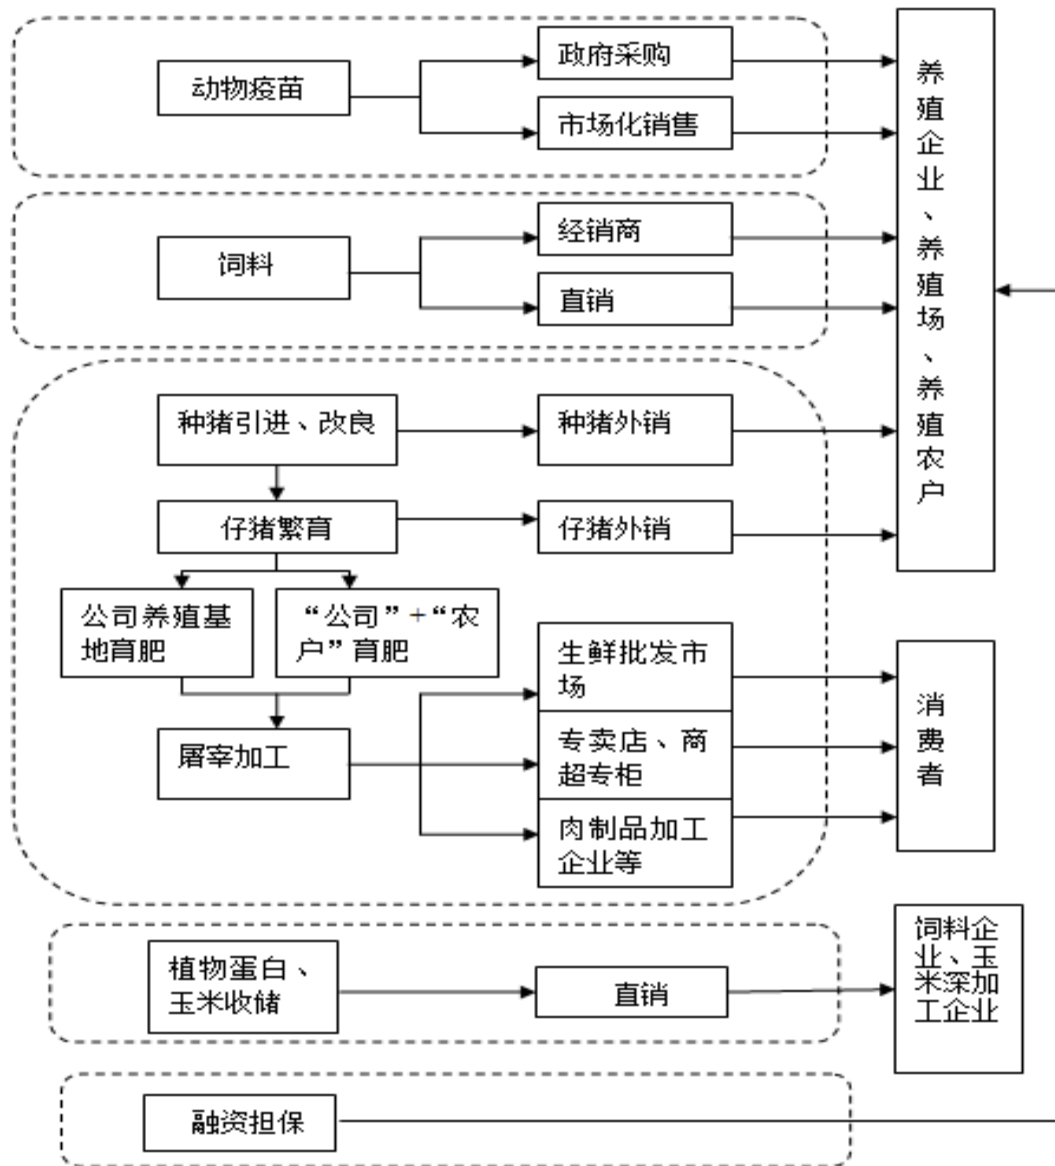 动物疫苗
政府采购
市场化销售
养
殖
企
业
、
养
殖
场
、
养
殖
农
户
饲料
经销商
直销
种猪引进、改良
种猪外销
仔猪繁育
仔猪外销
公司养殖基
地育肥
“公司”+“农
户”育肥
屠宰加工
生鲜批发市
场
专卖店、商
超专柜
肉制品加工
企业等
消
费
者
植物蛋白、
玉米收储
直销
饲料企
业、玉
米深加
工企业
融资担保